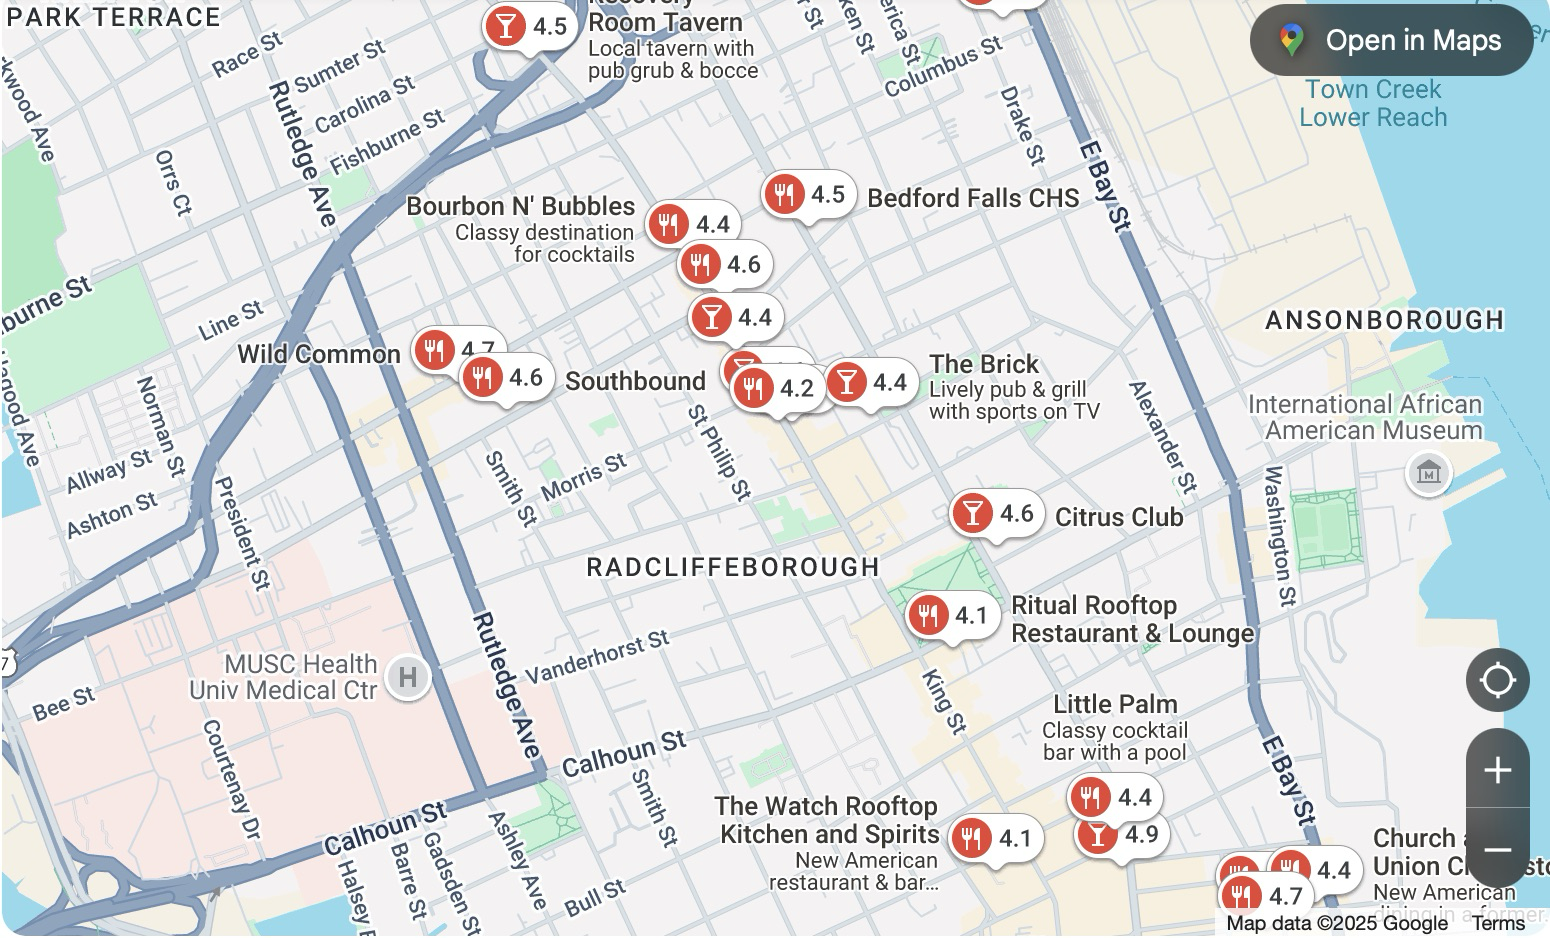 PARK TERRACE
4.5
Recovery
Room Tavern
Local tavern with
pub grub & bocce
Race St
Sumter St
Carolina St
Fishburne St
Rutledge Ave
Orrs Ct
Columbus St
Drake St
E Bay St
Open in Maps
Town Creek
Lower Reach
Bourbon N' Bubbles
Classy destination
for cocktails
4.4
4.5
Bedford Falls CHS
4.6
4.4
burne St
Line St
Wild Common
4.7
4.6
Southbound
4.2
4.4
The Brick
Lively pub & grill
with sports on TV
ANSONBOROUGH
International African
American Museum
Hagood Ave
Norman St
Allway St
Ashton St
President St
Smith St
Morris St
St Philip St
Alexander St
Washington St
4.6
Citrus Club
RADCLIFFEBOROUGH
4.1
Ritual Rooftop
Restaurant & Lounge
MUSC Health
Univ Medical Ctr
H
7
Bee St
Courtenay Dr
Rutledge Ave
Vanderhorst St
Calhoun St
King St
Little Palm
Classy cocktail
bar with a pool
4.4
4.9
E Bay St
The Watch Rooftop
Kitchen and Spirits
New American
restaurant & bar...
4.1
Calhoun St
Smith St
Ashley Ave
Bull St
Halsey
Barre St
Gadsden St
Church
Union
New American
dining in a former
4.4
4.7
Map data ©2025 Google
Terms